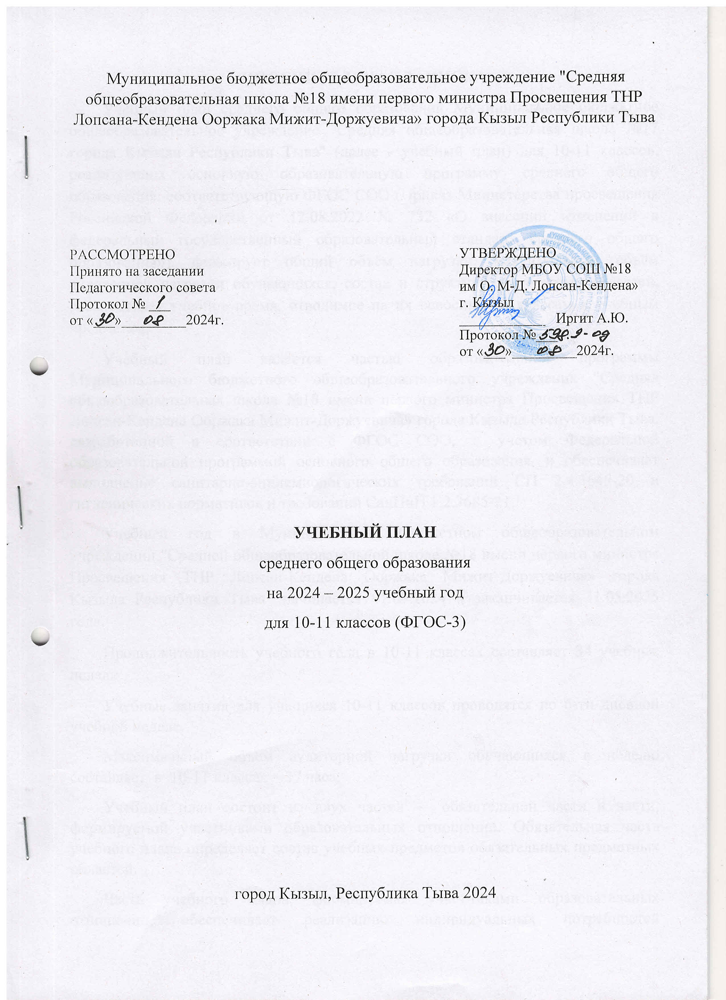 Муниципальное бюджетное общеобразовательное учреждение "Средняя
общеобразовательная школа №18 имени первого министра Просвещения ТНР
Лопсана-Кендена Ооржака Мижит-Доржуевича» города Кызыл Республики Тыва
РАССМОТРЕНО
Принято на заседании
Педагогического совета
Протокол № 1
от «30» 08 2024г.
УТВЕРЖДЕНО
Директор МБОУ СОШ №18
им О. М-Д. Лопсан-Кендена»
г. Кызыл
Иргит А.Ю.
Протокол № 598.9-од
от «30» 08 2024г.
УЧЕБНЫЙ ПЛАН
среднего общего образования
на 2024 – 2025 учебный год
для 10-11 классов (ФГОС-3)
город Кызыл, Республика Тыва 2024